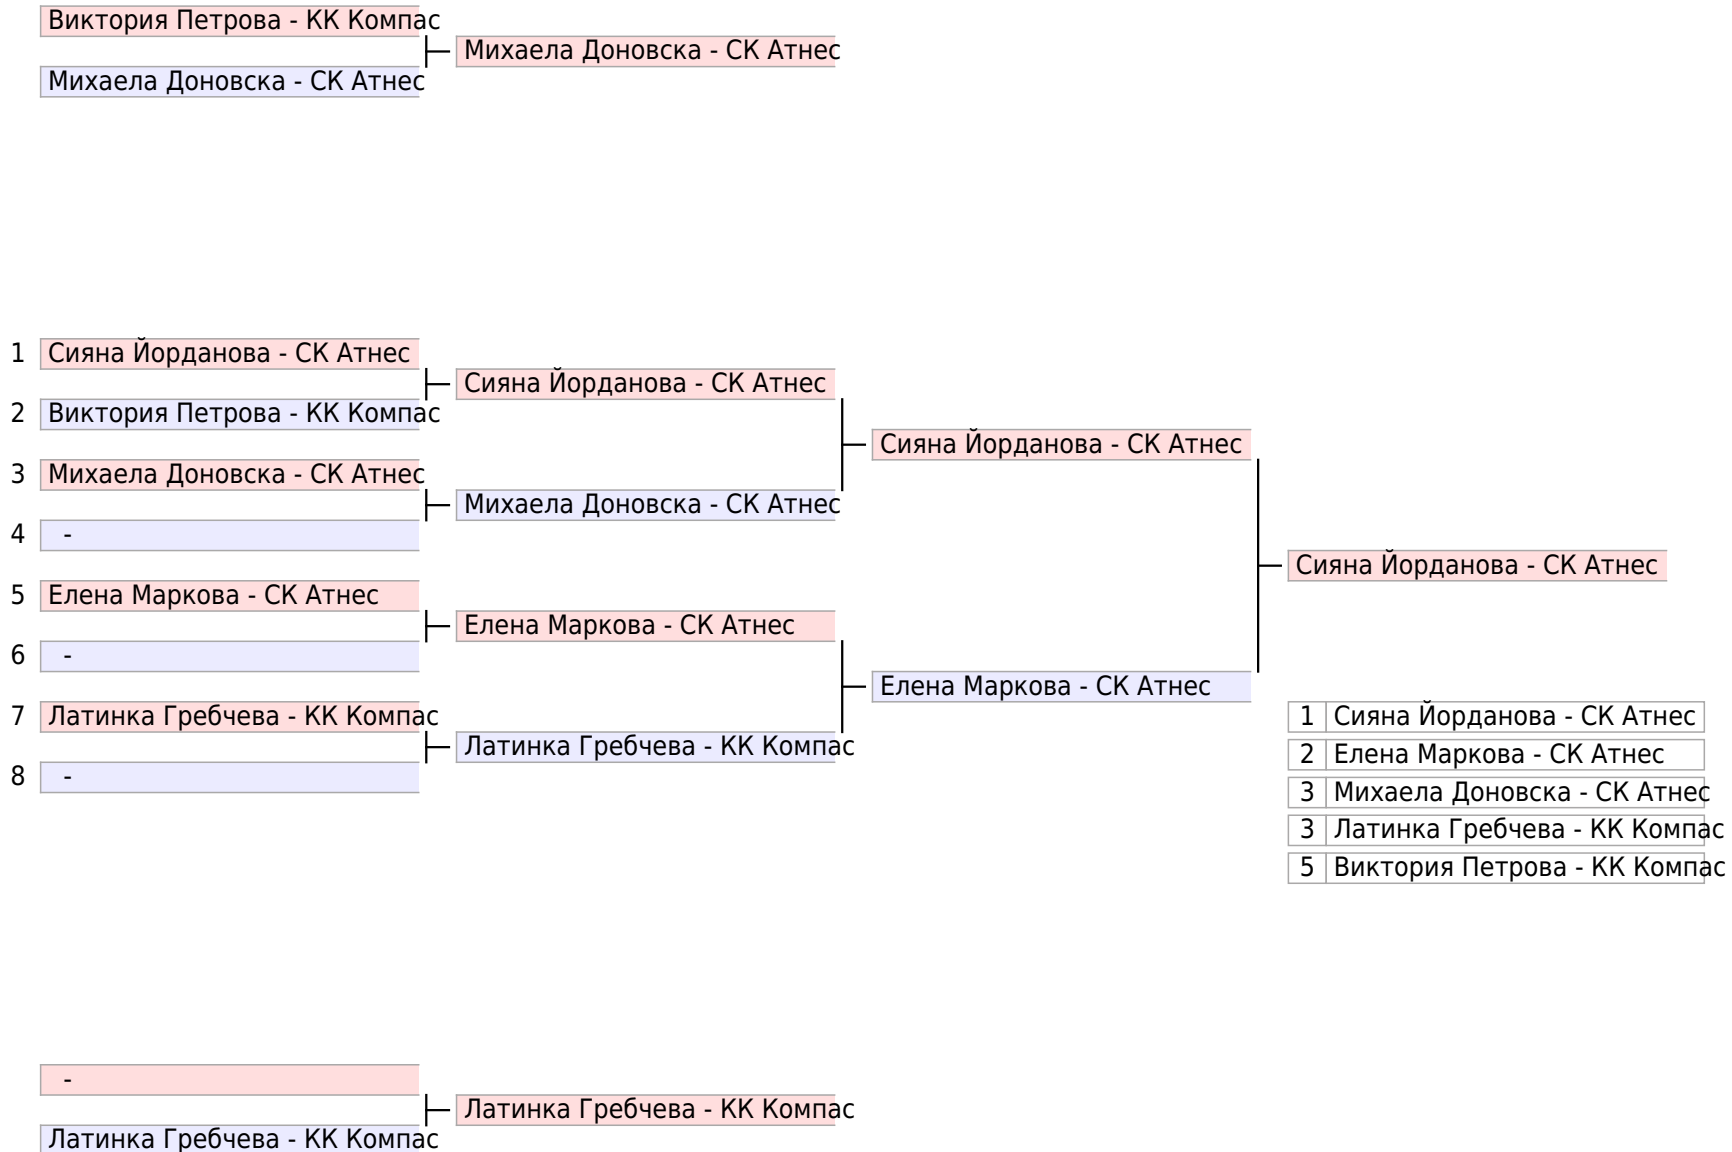 Виктория Петрова - КК Компас
Михаела Доновска - СК Атнес
Михаела Доновска - СК Атнес
1 Сияна Йорданова - СК Атнес
Сияна Йорданова - СК Атнес
2 Виктория Петрова - КК Компас
Сияна Йорданова - СК Атнес
3 Михаела Доновска - СК Атнес
Михаела Доновска - СК Атнес
4 -
Сияна Йорданова - СК Атнес
5 Елена Маркова - СК Атнес
Елена Маркова - СК Атнес
6 -
Елена Маркова - СК Атнес
7 Латинка Гребчева - КК Компас
Латинка Гребчева - КК Компас
8 -
1 Сияна Йорданова - СК Атнес
2 Елена Маркова - СК Атнес
3 Михаела Доновска - СК Атнес
3 Латинка Гребчева - КК Компас
5 Виктория Петрова - КК Компас
-
Латинка Гребчева - КК Компас
Латинка Гребчева - КК Компас